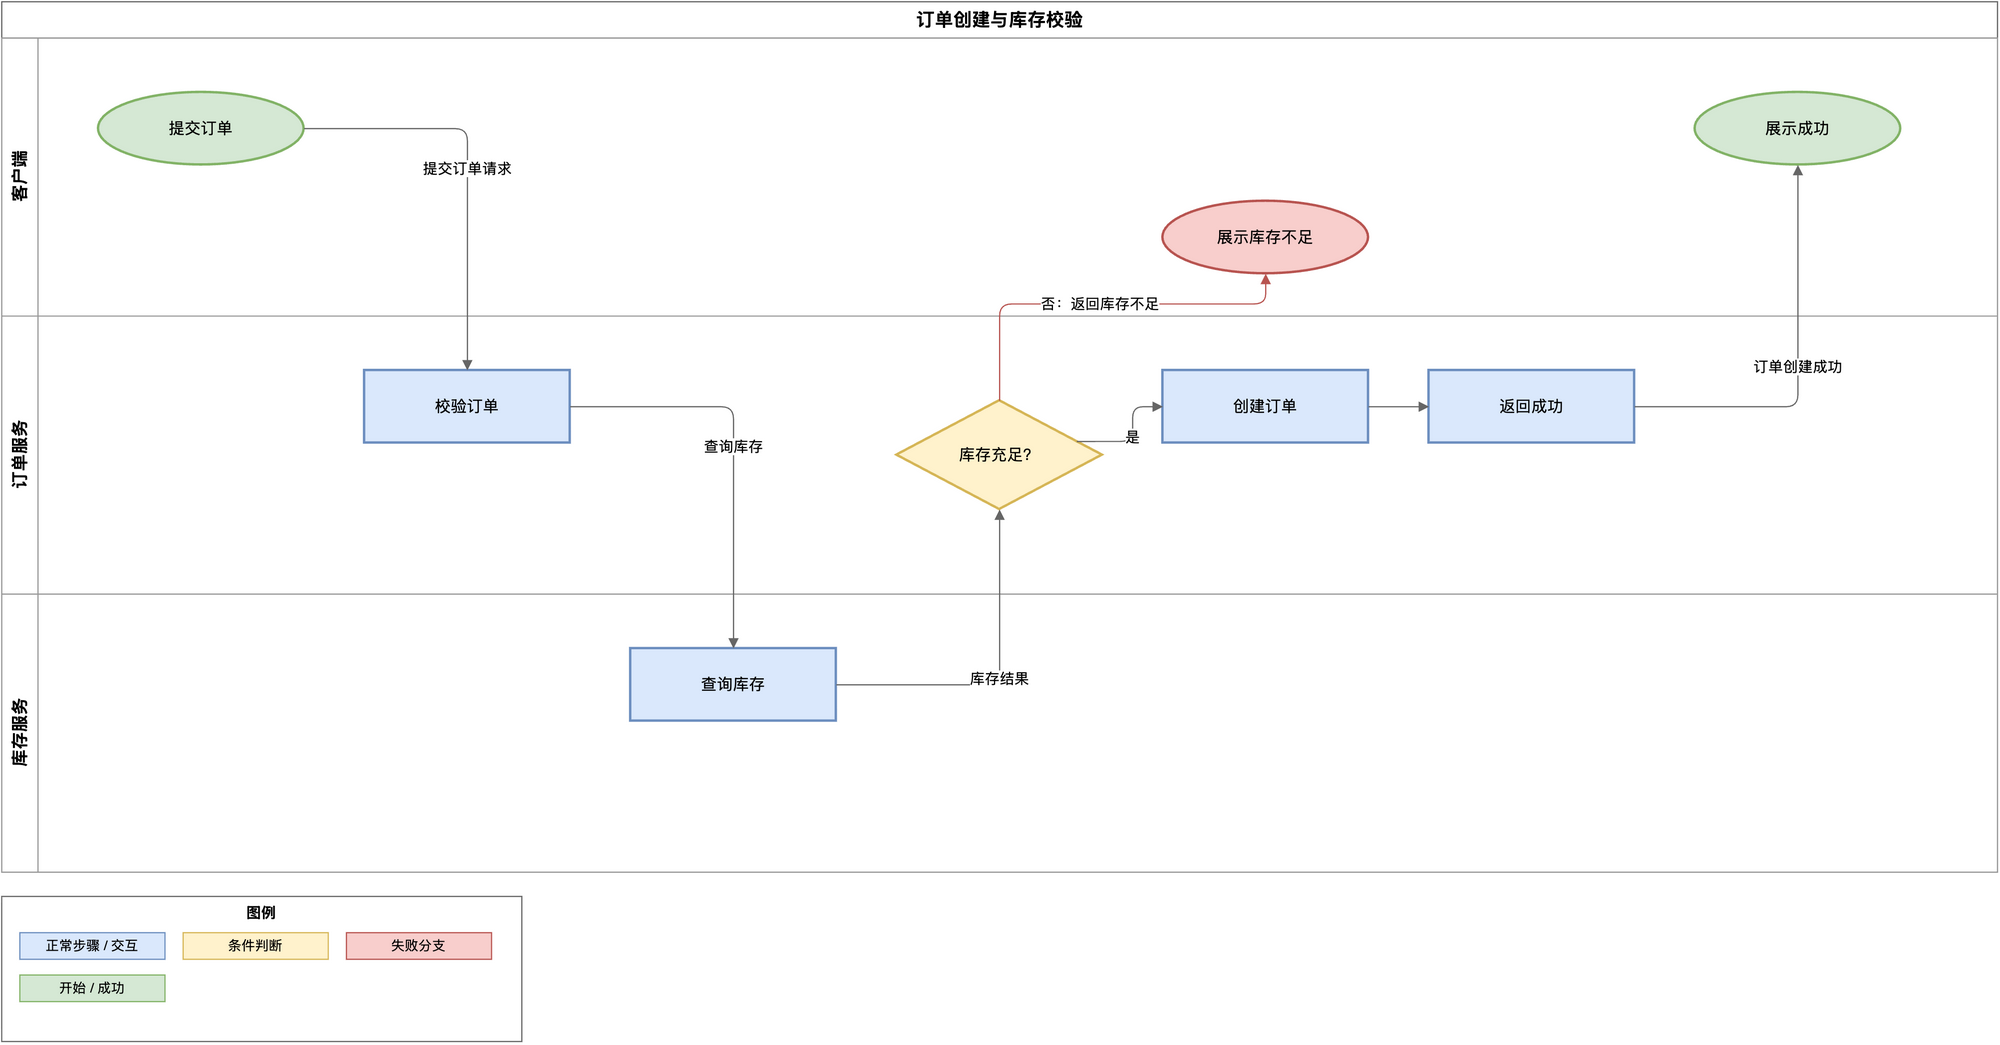 订单创建与库存校验
客户端
提交订单
展示成功
提交订单请求
展示库存不足
否：返回库存不足
订单服务
校验订单
查询库存
库存充足?
是
创建订单
返回成功
订单创建成功
库存服务
查询库存
库存结果
图例
正常步骤 / 交互
条件判断
失败分支
开始 / 成功